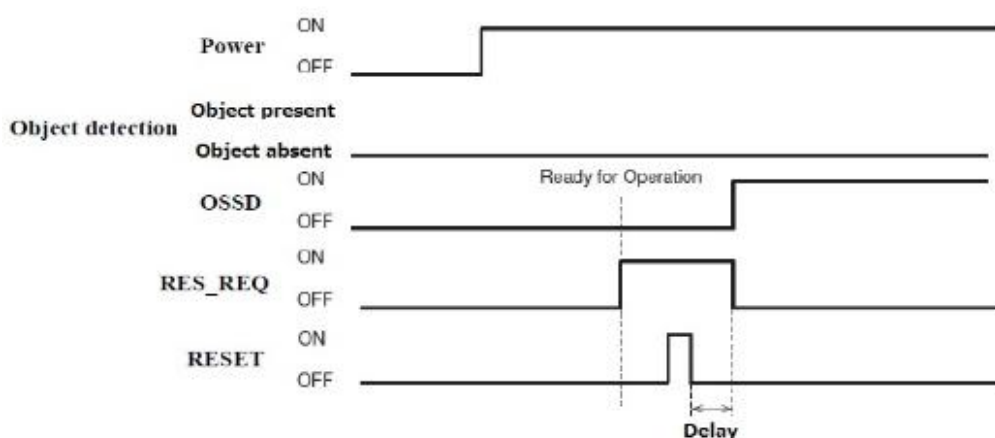 ON
Power
OFF
Object present
Object detection
Object absent
ON
Ready for Operation
OSSD
OFF
ON
RES_REQ
OFF
ON
RESET
OFF
Delay